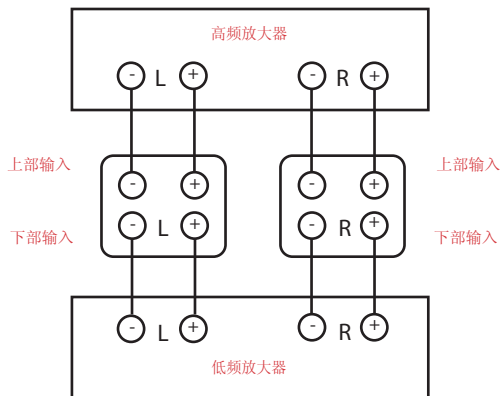 高频放大器
- L + - R +
上部输入 - + - + 上部输入
下部输入 - L + - R + 下部输入
- L + - R +
低频放大器